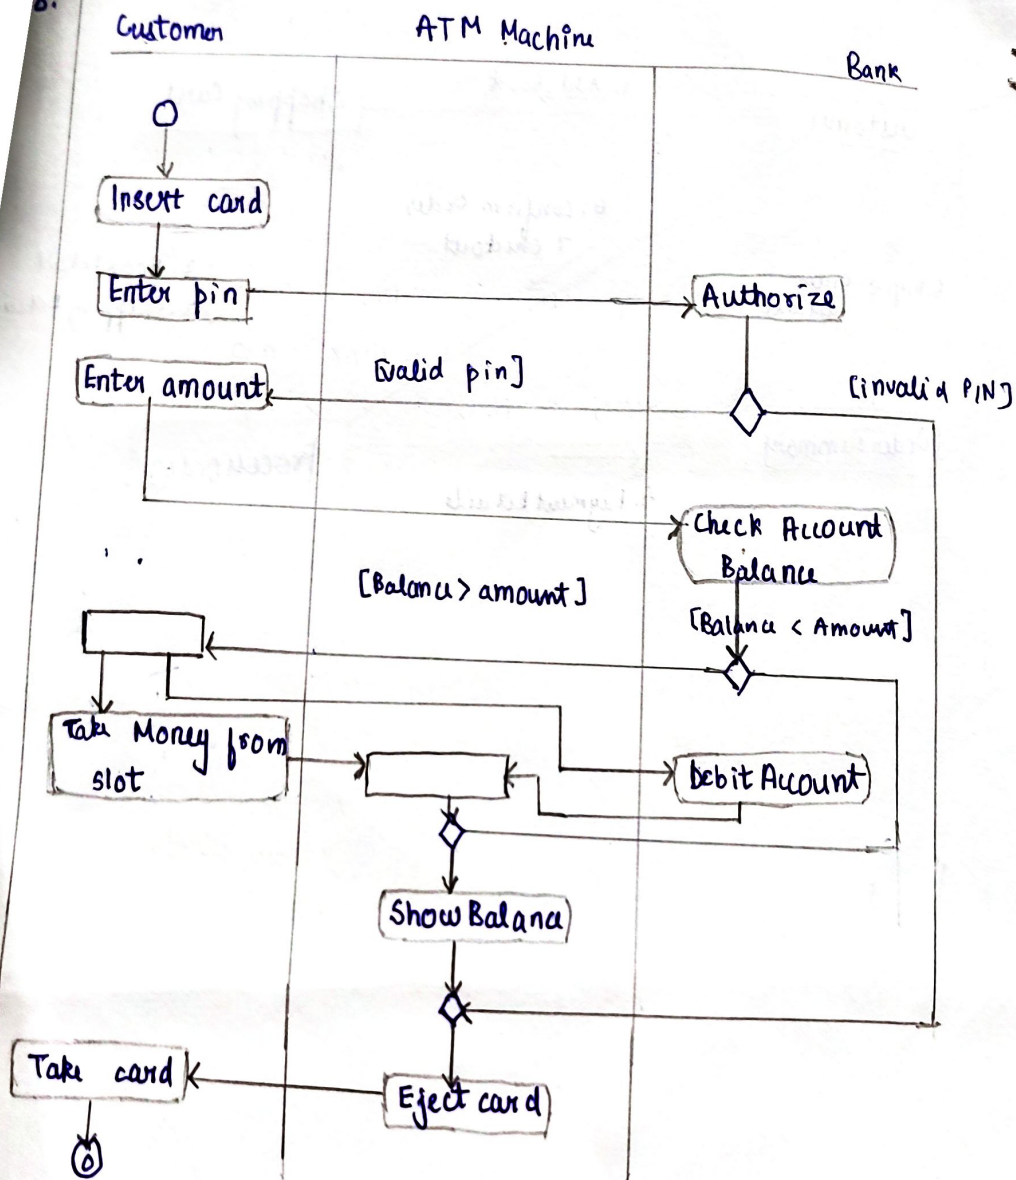 Customer
ATM Machine
Bank
Insert card
Enter pin
Authorize
Enter amount
[valid pin]
[invalid PIN]
Check Account
Balance
[Balance > amount]
[Balance < Amount]
Take Money from
slot
Debit Account
Show Balance
Take card
Eject card